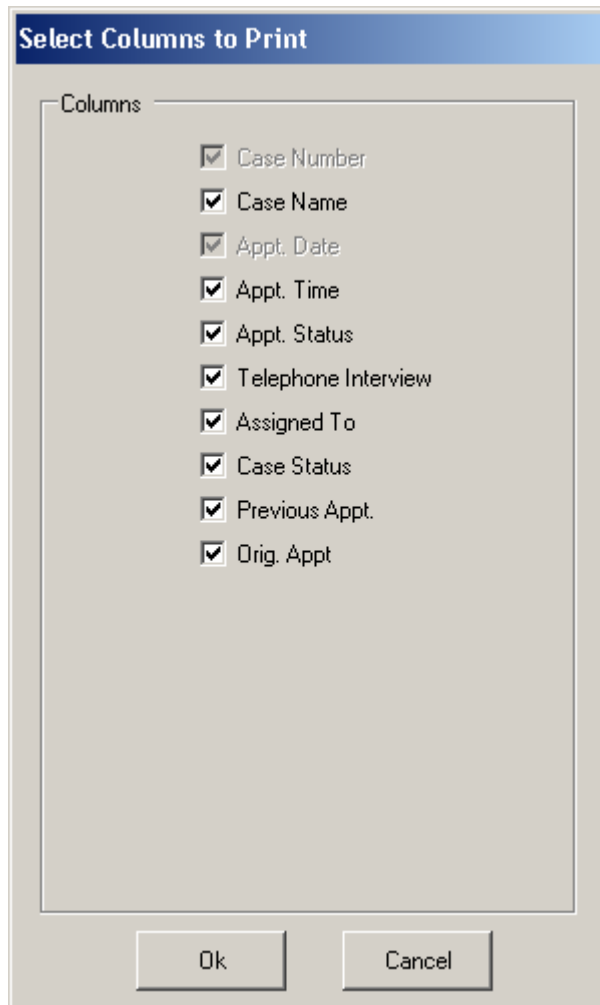 Select Columns to Print
Columns
Case Number
Case Name
Appt. Date
Appt. Time
Appt. Status
Telephone Interview
Assigned To
Case Status
Previous Appt.
Orig. Appt
Ok
Cancel